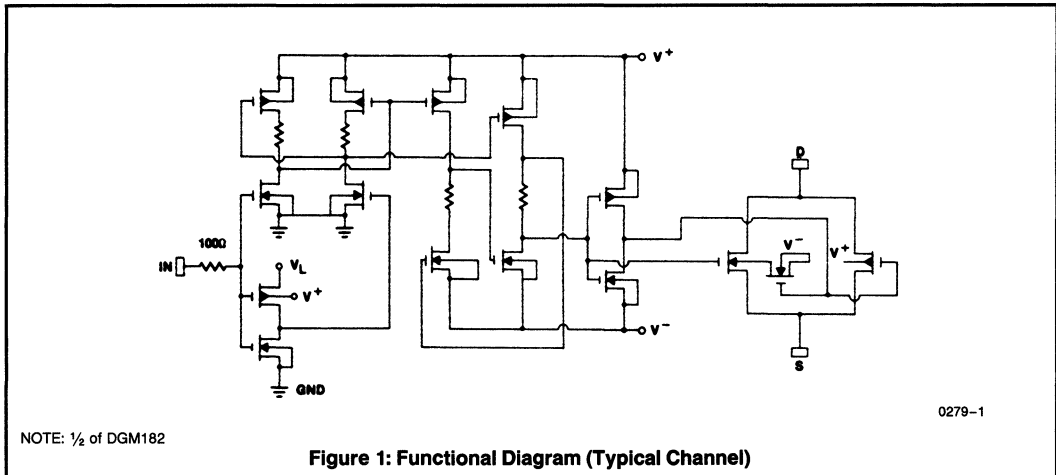 V+
D
100Ω
V− V+
IN
VL
V+
V−
S
GND
0279–1
NOTE: ½ of DGM182
Figure 1: Functional Diagram (Typical Channel)